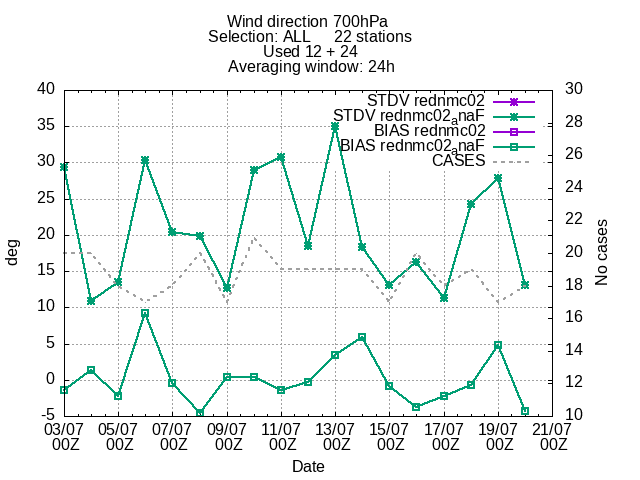 Wind direction 700hPa
Selection: ALL 22 stations
Used 12 + 24
Averaging window: 24h
STDV rednmc02
STDV rednmc02anaF
BIAS rednmc02
BIAS rednmc02anaF
CASES
deg
40
35
30
25
20
15
10
5
0
-5
30
28
26
24
22
20
18
16
14
12
10
No cases
03/07 05/07 07/07 09/07 11/07 13/07 15/07 17/07 19/07 21/07
00Z 00Z 00Z 00Z 00Z 00Z 00Z 00Z 00Z 00Z
Date